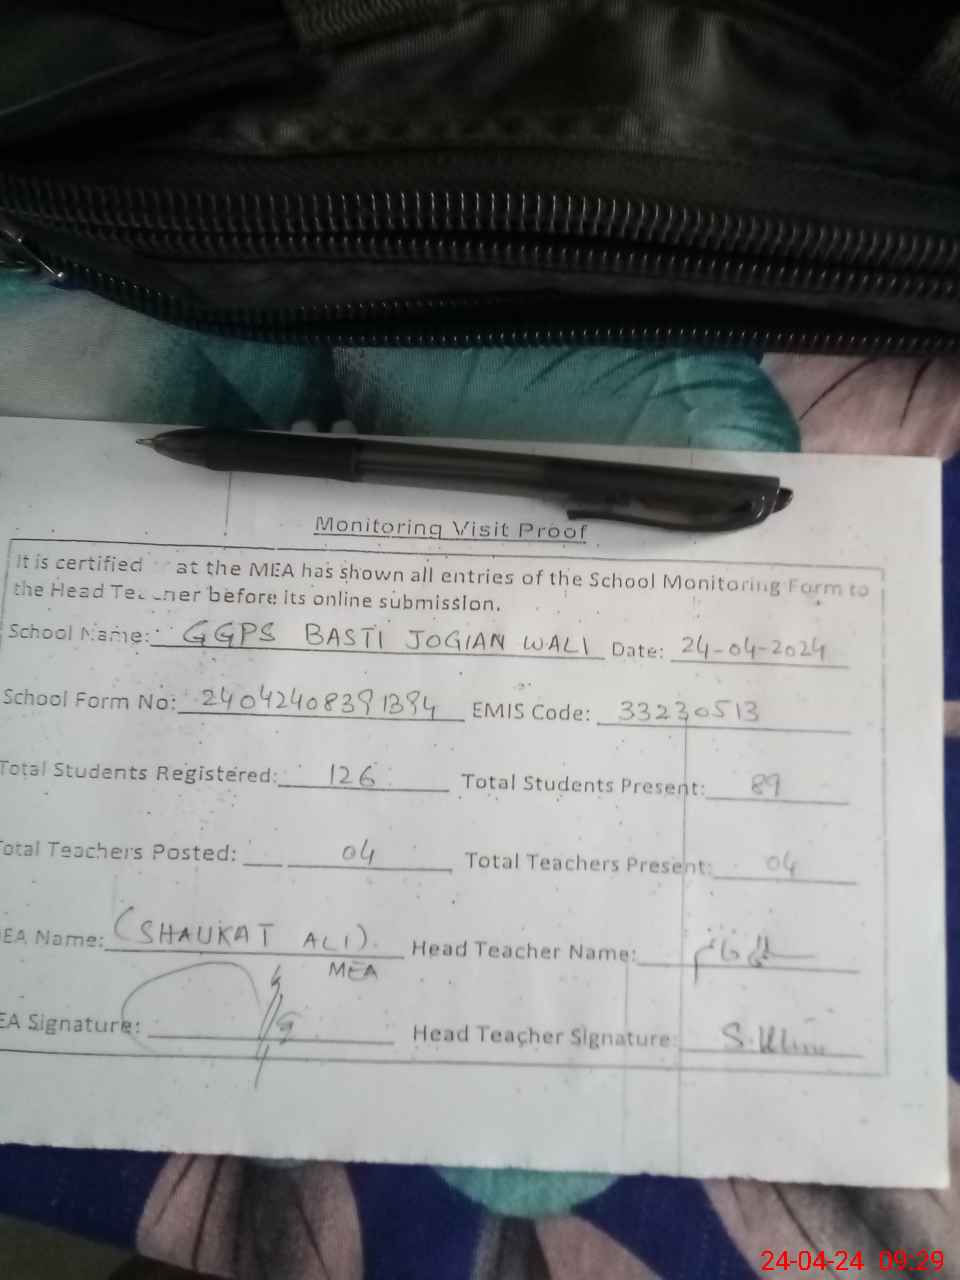 Monitoring Visit Proof
It is certified at the MEA has shown all entries of the School Monitoring Form to
the Head Teacher before its online submission.
School Name: GGPS BASTI JOGIAN WALI Date: 24-04-2024
School Form No: 24042408391394 EMIS Code: 33230513
Total Students Registered: 126 Total Students Present: 89
Total Teachers Posted: 04 Total Teachers Present: 04
EA Name: (SHAUKAT ALI). Head Teacher Name:
MEA
EA Signature: Head Teacher Signature:
24-04-24 09:29